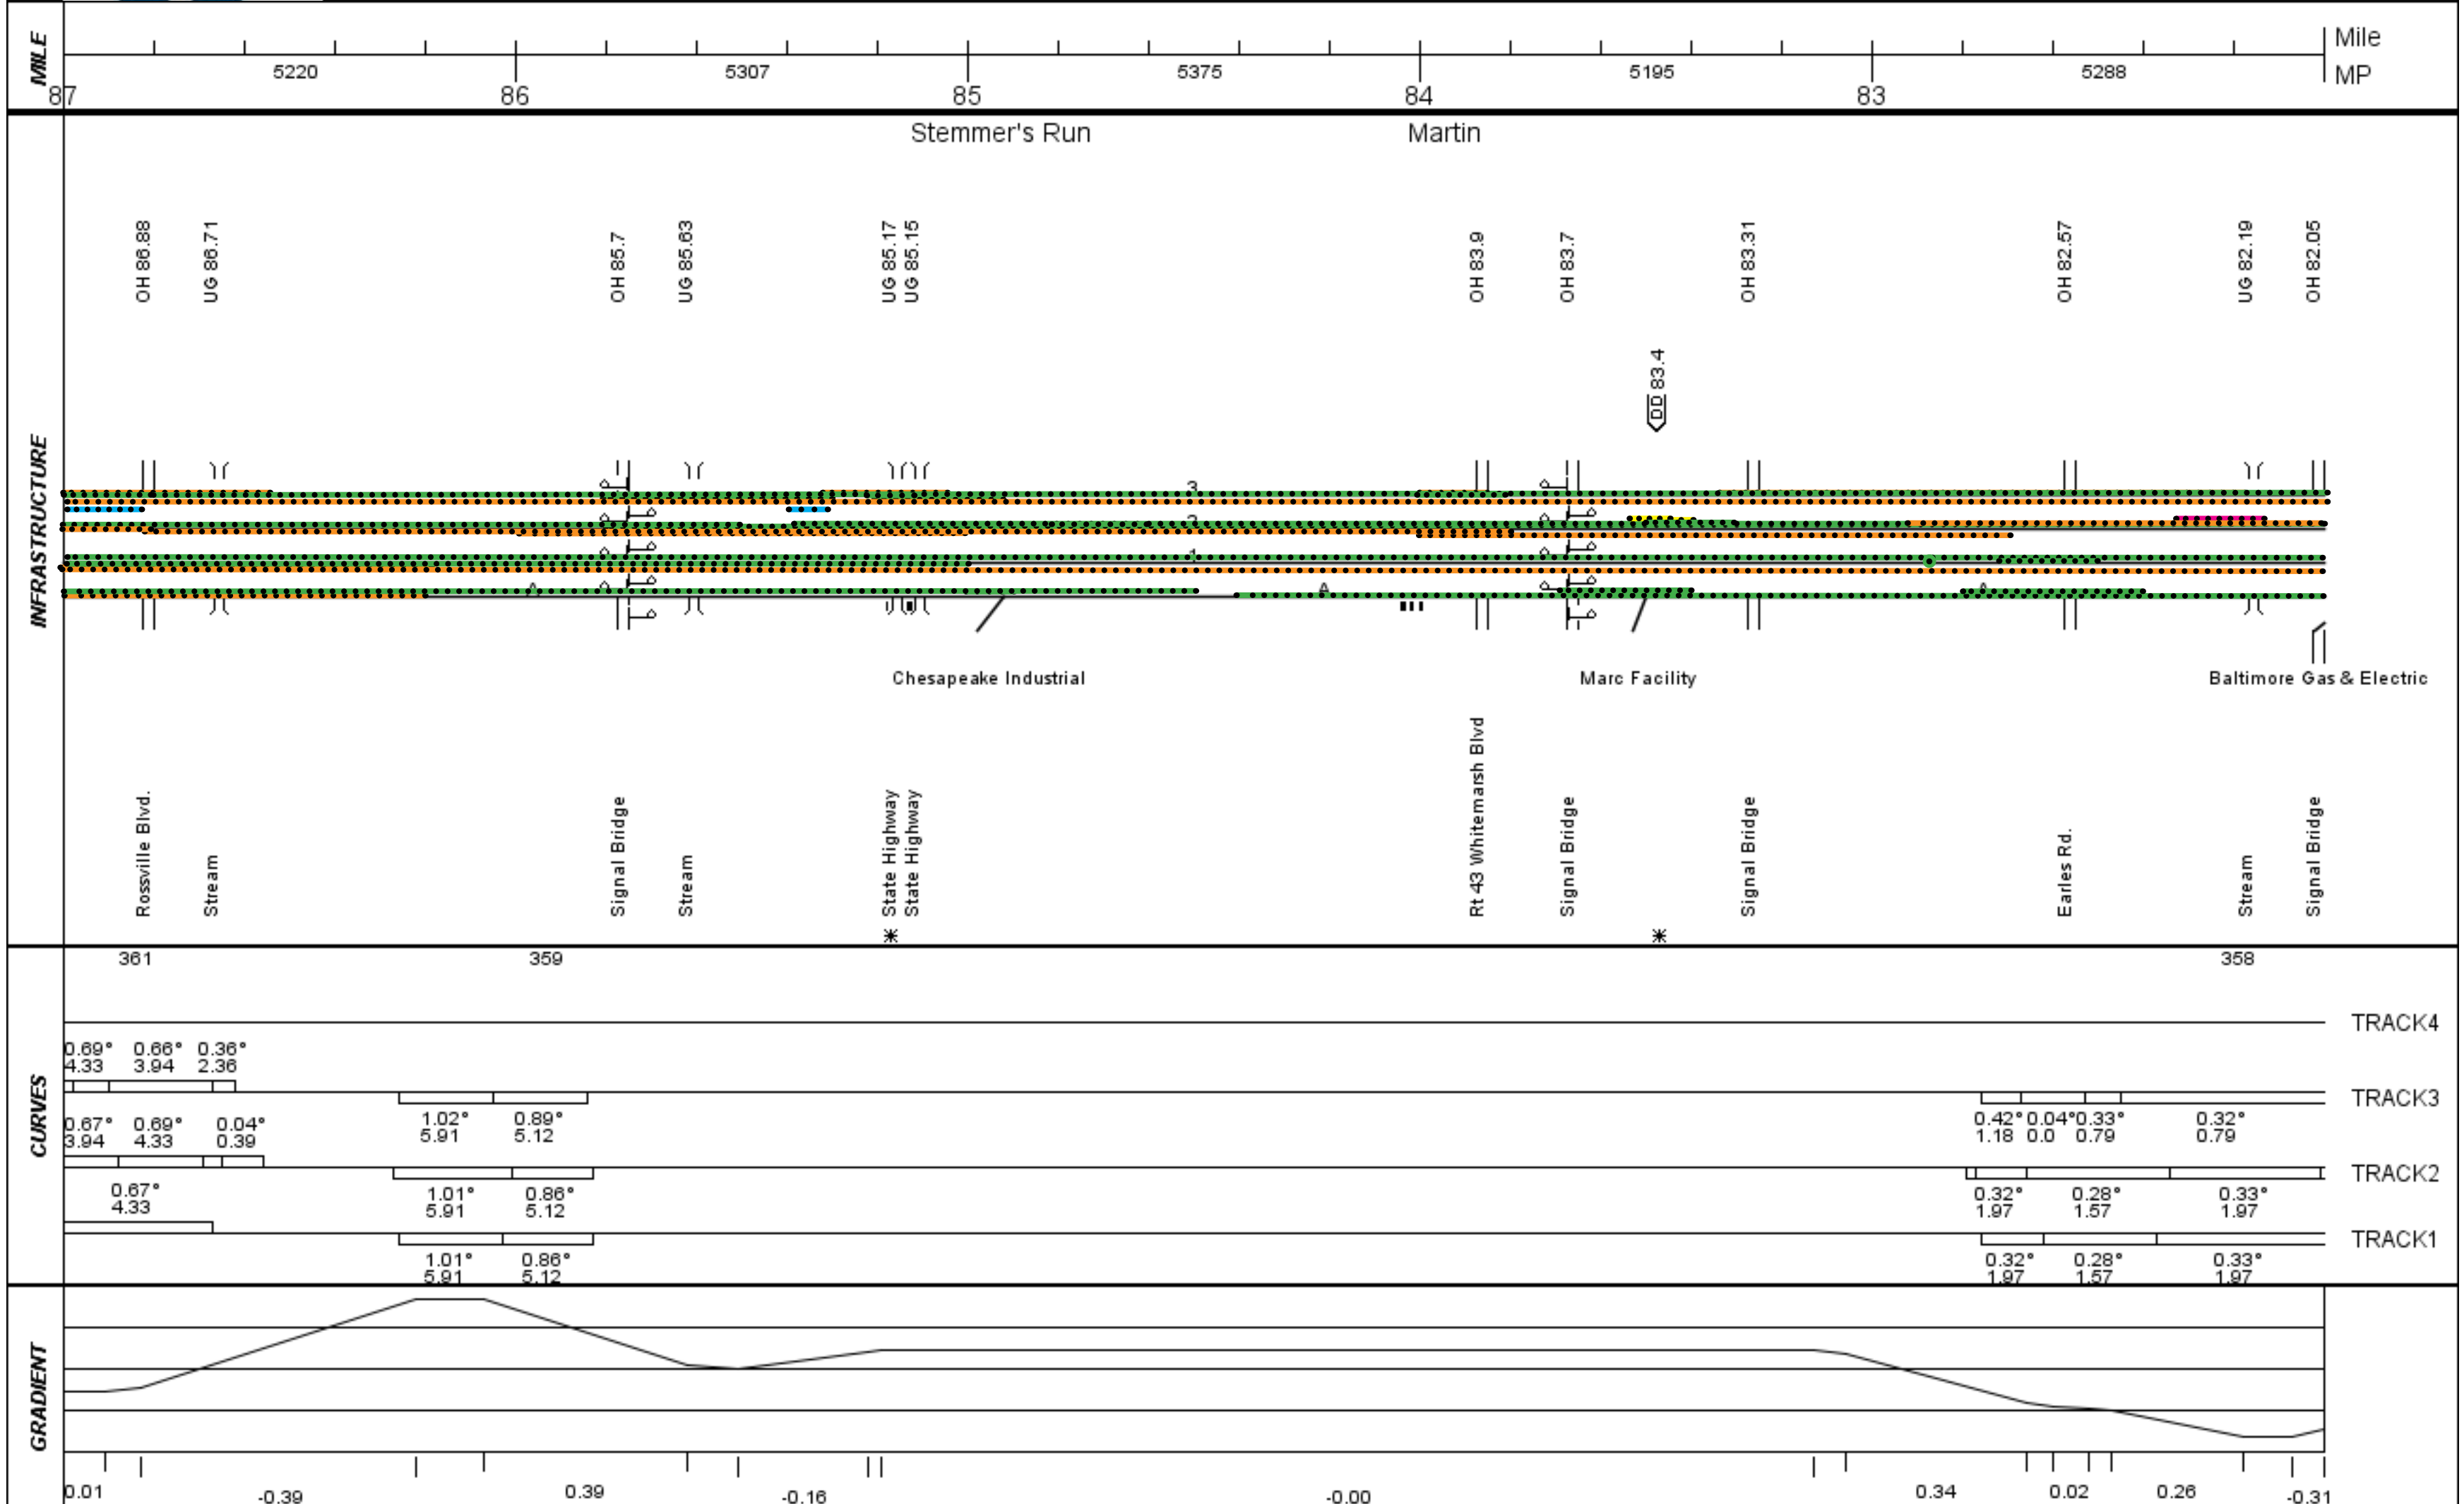 MILE
Mile
5220 5307 5375 5195 5288
MP
87 86 85 84 83
Stemmer's Run Martin
OH 86.88
UG 86.71
OH 85.7
UG 85.63
UG 85.17
UG 85.15
OH 83.9
OH 83.7
OH 83.31
OH 82.57
UG 82.19
OH 82.05
DD 83.4
INFRASTRUCTURE
3
2
1
A A A
Chesapeake Industrial Marc Facility Baltimore Gas & Electric
Rossville Blvd.
Stream
Signal Bridge
Stream
State Highway
State Highway
Rt 43 Whitemarsh Blvd
Signal Bridge
Signal Bridge
Earles Rd.
Stream
Signal Bridge
* *
361 359 358
CURVES
TRACK4
0.69° 0.66° 0.36°
4.33 3.94 2.36
TRACK3
1.02° 0.89° 0.42° 0.04° 0.33° 0.32°
5.91 5.12 1.18 0.0 0.79 0.79
0.67° 0.69° 0.04°
3.94 4.33 0.39
TRACK2
1.01° 0.86° 0.32° 0.28° 0.33°
5.91 5.12 1.97 1.57 1.97
0.67°
4.33
TRACK1
1.01° 0.86° 0.32° 0.28° 0.33°
5.91 5.12 1.97 1.57 1.97
GRADIENT
0.01 -0.39 0.39 -0.16 -0.00 0.34 0.02 0.26 -0.31